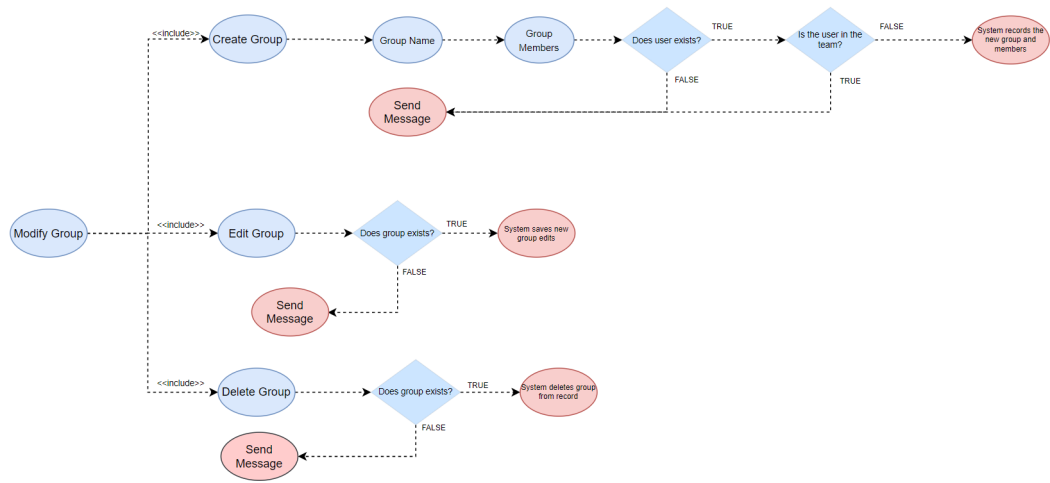 <<include>>
Create Group
Group Name
Group
Members
Does user exists?
TRUE
Is the user in the
team?
FALSE
System records the
new group and
members
FALSE
TRUE
Send
Message
Modify Group
<<include>>
Edit Group
Does group exists?
TRUE
System saves new
group edits
FALSE
Send
Message
<<include>>
Delete Group
Does group exists?
TRUE
System deletes group
from record
FALSE
Send
Message